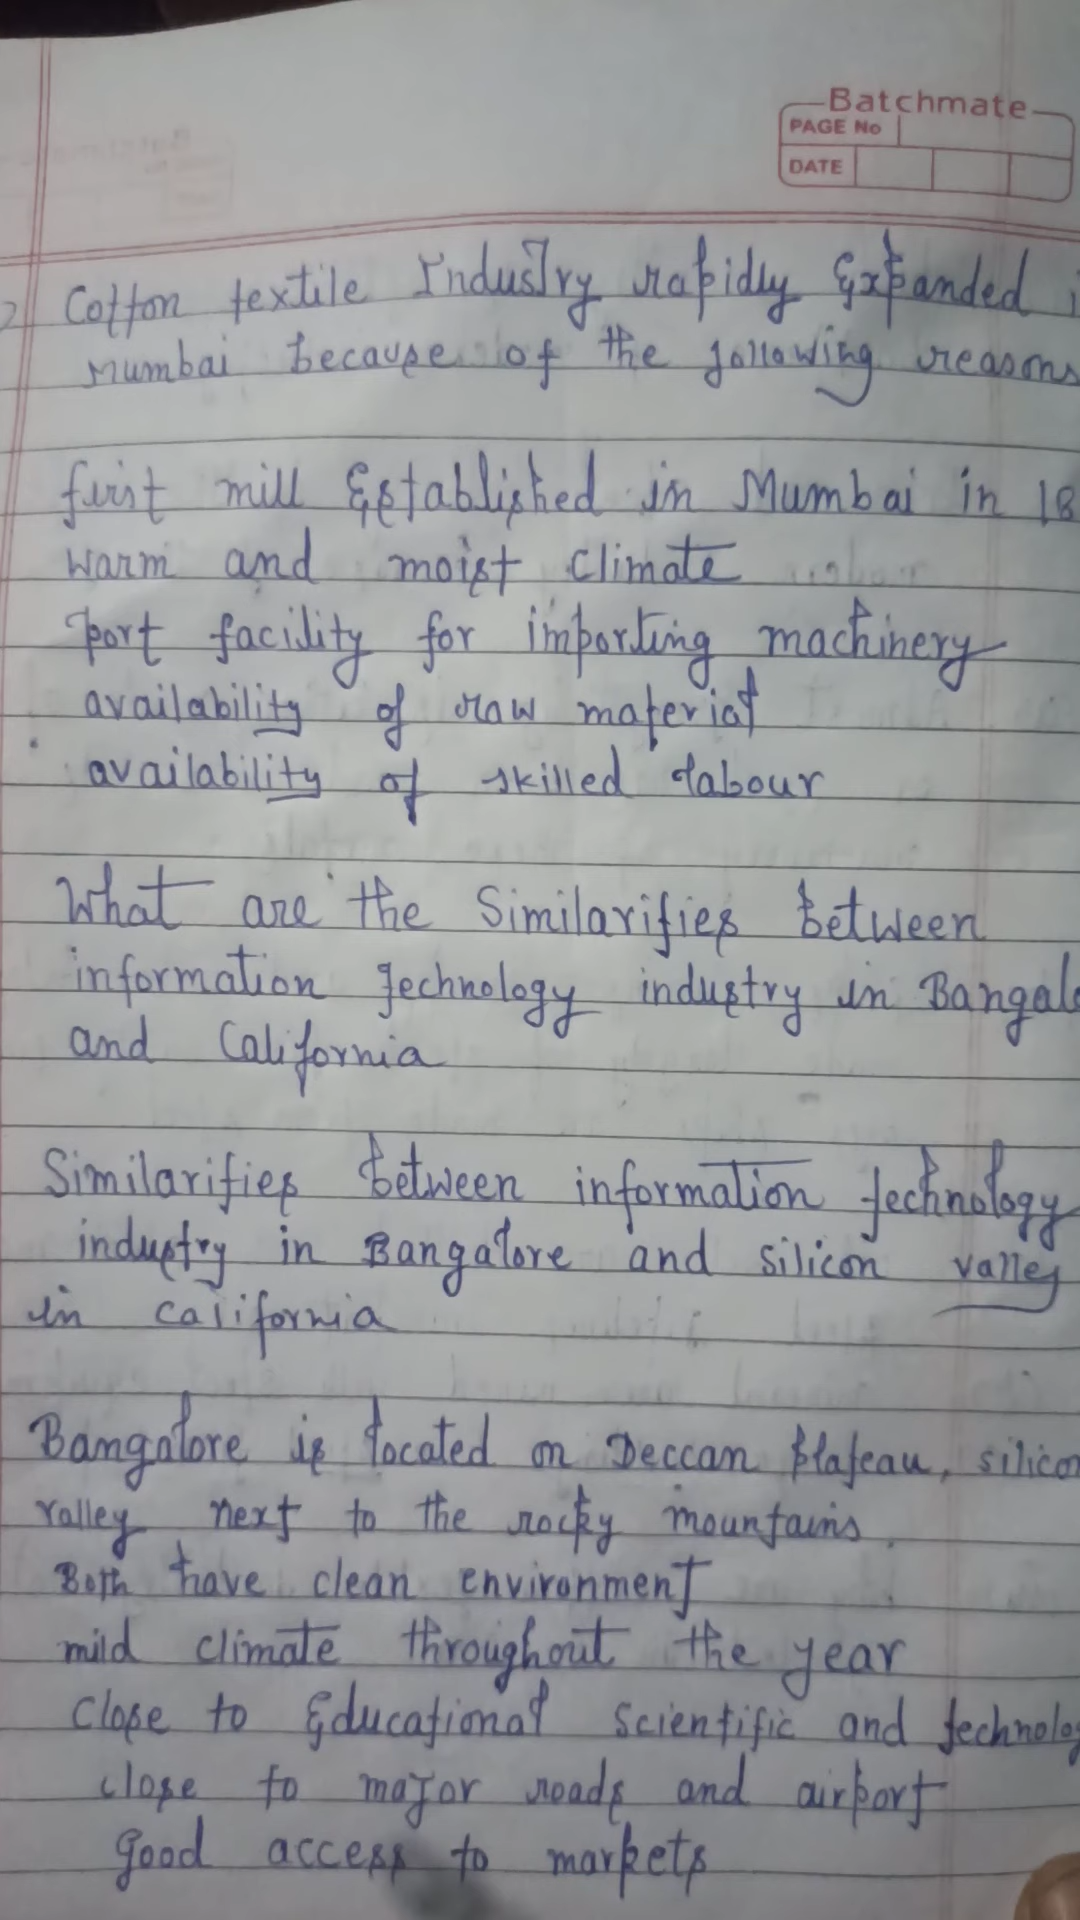 Batchmate
PAGE No
DATE
Cotton textile Industry rapidly Expanded
Mumbai because of the following reasons
first mill Established in Mumbai in 18
warm and moist climate
port facility for importing machinery
availability of raw material
availability of skilled labour
What are the Similarities between
information technology industry in Bangalo
and California
Similarities between information technology
industry in Bangalore and silicon valley
in california
Bangalore is located on Deccan plateau, silicon
valley next to the rocky mountains.
Both have clean environment
mild climate throughout the year
close to Educational scientific and technolog
close to major roads and airport
good access to markets